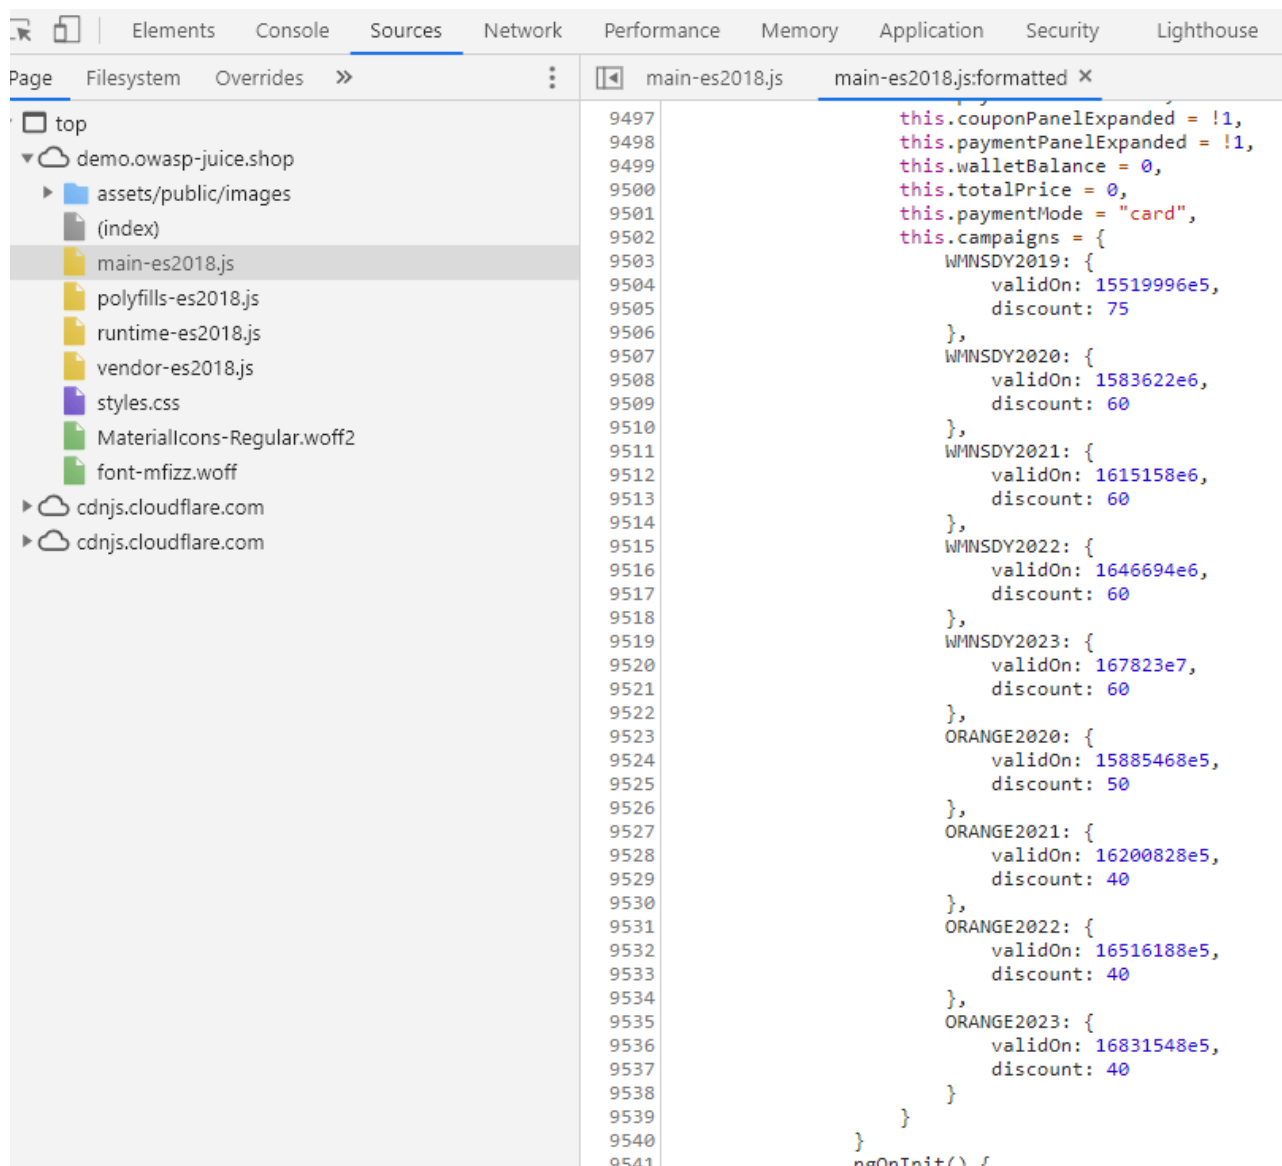 Elements Console Sources Network Performance Memory Application Security Lighthouse
Page Filesystem Overrides »
main-es2018.js main-es2018.js:formatted ×
top
demo.owasp-juice.shop
assets/public/images
(index)
main-es2018.js
polyfills-es2018.js
runtime-es2018.js
vendor-es2018.js
styles.css
MaterialIcons-Regular.woff2
font-mfizz.woff
cdnjs.cloudflare.com
cdnjs.cloudflare.com
9497 this.couponPanelExpanded = !1,
9498 this.paymentPanelExpanded = !1,
9499 this.walletBalance = 0,
9500 this.totalPrice = 0,
9501 this.paymentMode = "card",
9502 this.campaigns = {
9503 WMNSDY2019: {
9504 validOn: 15519996e5,
9505 discount: 75
9506 },
9507 WMNSDY2020: {
9508 validOn: 1583622e6,
9509 discount: 60
9510 },
9511 WMNSDY2021: {
9512 validOn: 1615158e6,
9513 discount: 60
9514 },
9515 WMNSDY2022: {
9516 validOn: 1646694e6,
9517 discount: 60
9518 },
9519 WMNSDY2023: {
9520 validOn: 167823e7,
9521 discount: 60
9522 },
9523 ORANGE2020: {
9524 validOn: 15885468e5,
9525 discount: 50
9526 },
9527 ORANGE2021: {
9528 validOn: 16200828e5,
9529 discount: 40
9530 },
9531 ORANGE2022: {
9532 validOn: 16516188e5,
9533 discount: 40
9534 },
9535 ORANGE2023: {
9536 validOn: 16831548e5,
9537 discount: 40
9538 }
9539 }
9540 }
9541 ngOnInit() {